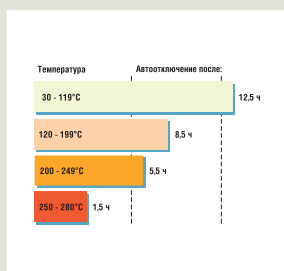 Температура Автоотключение после:
30 - 119°C 12,5 ч
120 - 199°C 8,5 ч
200 - 249°C 5,5 ч
250 - 280°C 1,5 ч